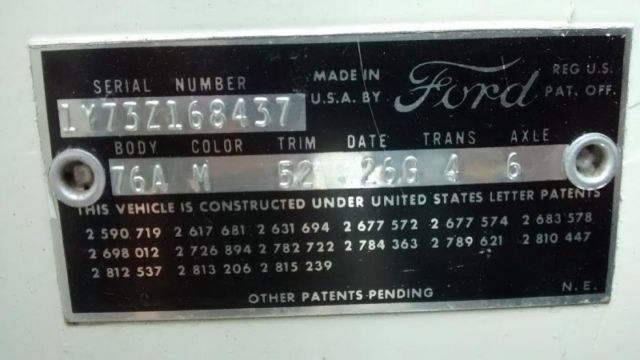 SERIAL NUMBER MADE IN U.S.A. BY Ford REG U.S. PAT. OFF.
1Y73Z168437
BODY COLOR TRIM DATE TRANS AXLE
76A M 52 26G 4 6
THIS VEHICLE IS CONSTRUCTED UNDER UNITED STATES LETTER PATENTS
2 590 719 2 617 681 2 631 694 2 677 572 2 677 574 2 683 578
2 698 012 2 726 894 2 782 722 2 784 363 2 789 621 2 810 447
2 812 537 2 813 206 2 815 239
OTHER PATENTS PENDING N.E.